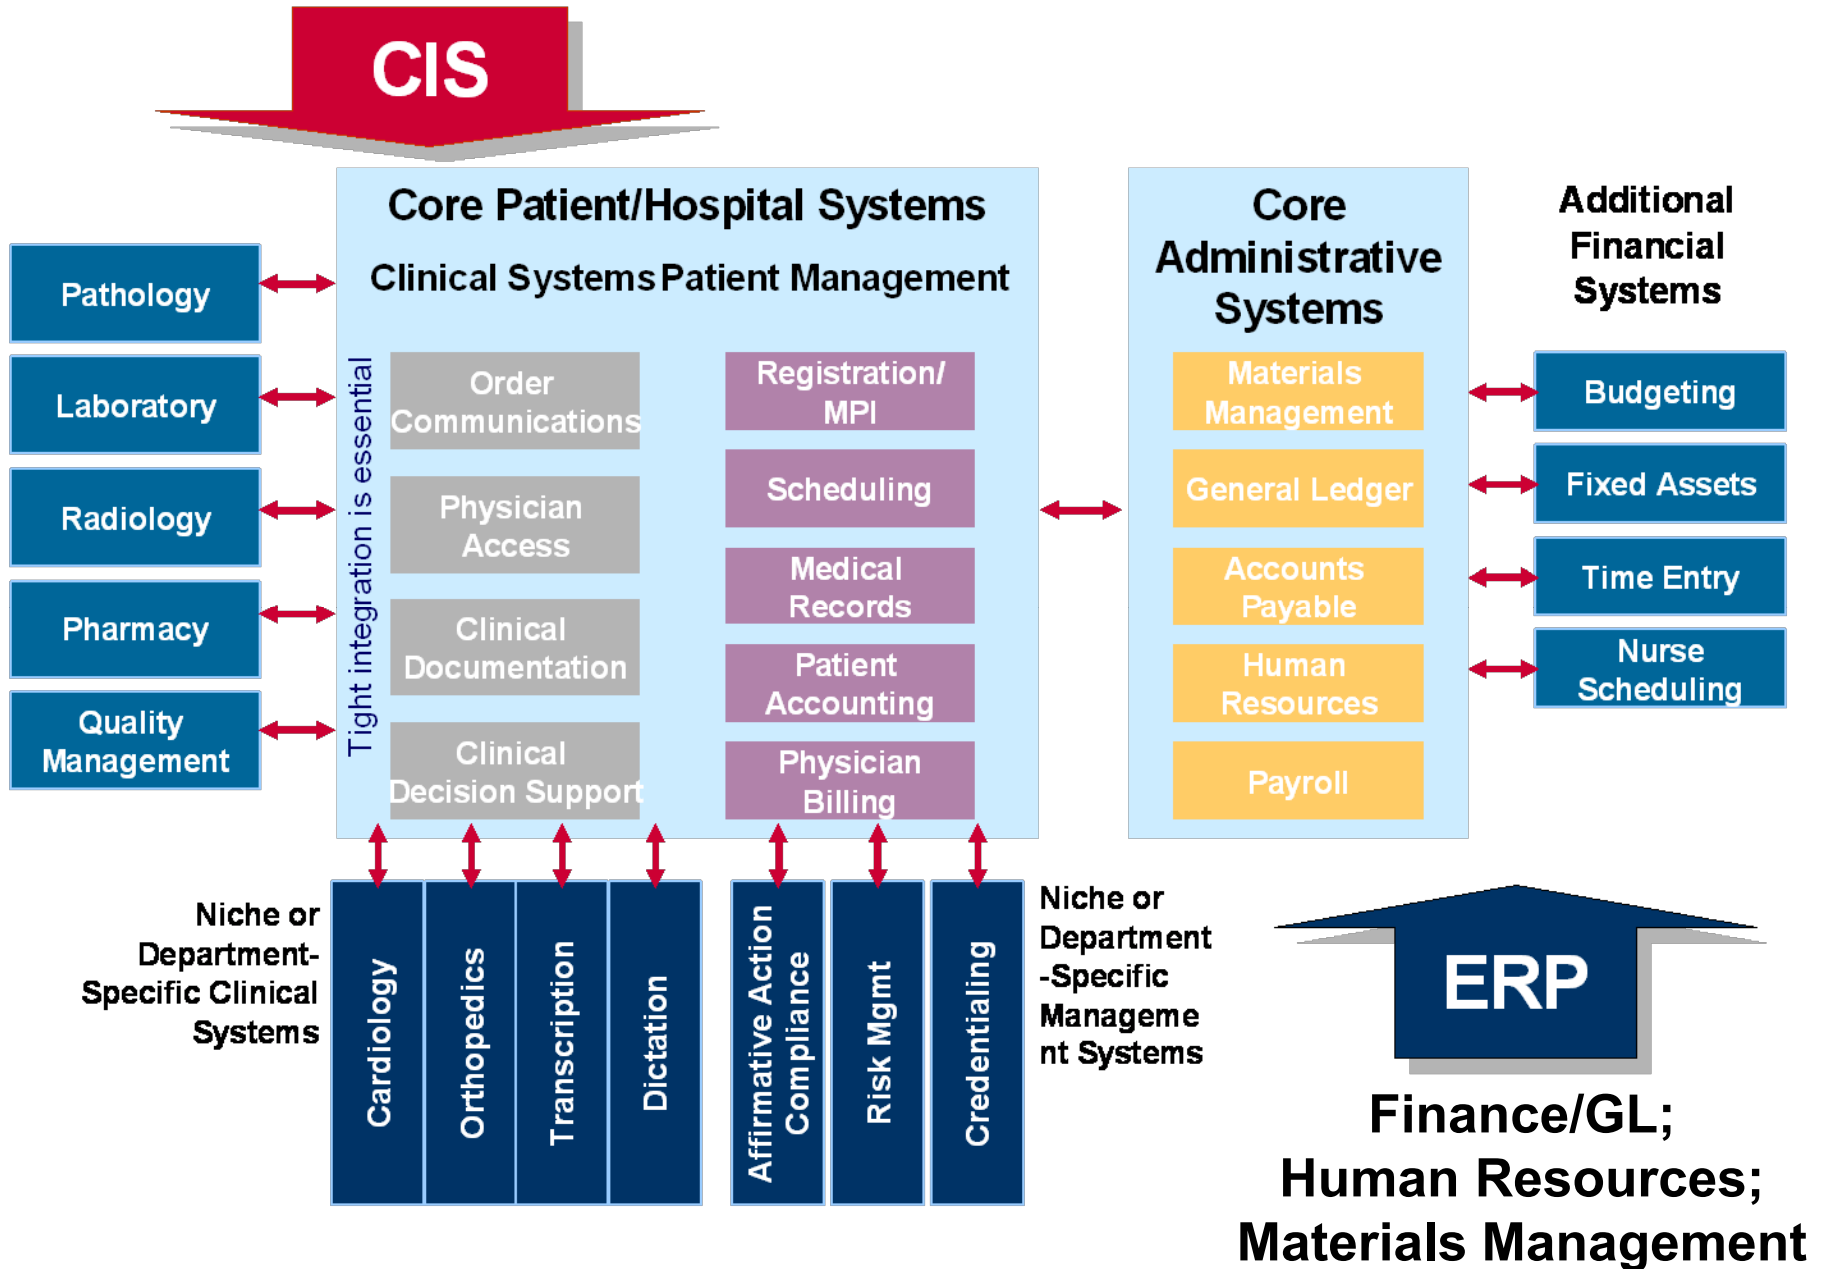 CIS
Core Patient/Hospital Systems
Clinical Systems Patient Management
Pathology
Laboratory
Radiology
Pharmacy
Quality
Management
Tight integration is essential
Order
Communications
Physician
Access
Clinical
Documentation
Clinical
Decision Support
Registration/
MPI
Scheduling
Medical
Records
Patient
Accounting
Physician
Billing
Core
Administrative
Systems
Materials
Management
General Ledger
Accounts
Payable
Human
Resources
Payroll
Additional
Financial
Systems
Budgeting
Fixed Assets
Time Entry
Nurse
Scheduling
Niche or
Department-
Specific Clinical
Systems
Cardiology
Orthopedics
Transcription
Dictation
Affirmative Action
Compliance
Risk Mgmt
Credentialing
Niche or
Department
-Specific
Manageme
nt Systems
ERP
Finance/GL;
Human Resources;
Materials Management